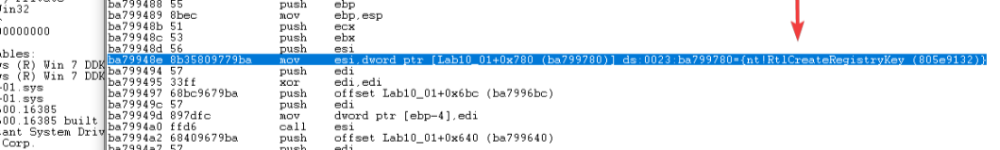 Win32
00000000
ables:
ws (R) Win 7 DDK
ws (R) Win 7 DDK
-01.sys
-01.sys
600.16385
600.16385 built
ant System Driv
Corp.
ba799488 55 push ebp
ba799489 8bec mov ebp,esp
ba79948b 51 push ecx
ba79948c 53 push ebx
ba79948d 56 push esi
ba79948e 8b35809779ba mov esi,dword ptr [Lab10_01+0x780 (ba799780)] ds:0023:ba799780={nt!RtlCreateRegistryKey (805e9132)}
ba799494 57 push edi
ba799495 33ff xor edi,edi
ba799497 68bc9679ba push offset Lab10_01+0x6bc (ba7996bc)
ba79949c 57 push edi
ba79949d 897dfc mov dword ptr [ebp-4],edi
ba7994a0 ffd6 call esi
ba7994a2 68409679ba push offset Lab10_01+0x640 (ba799640)
ba7994a7 57 push edi